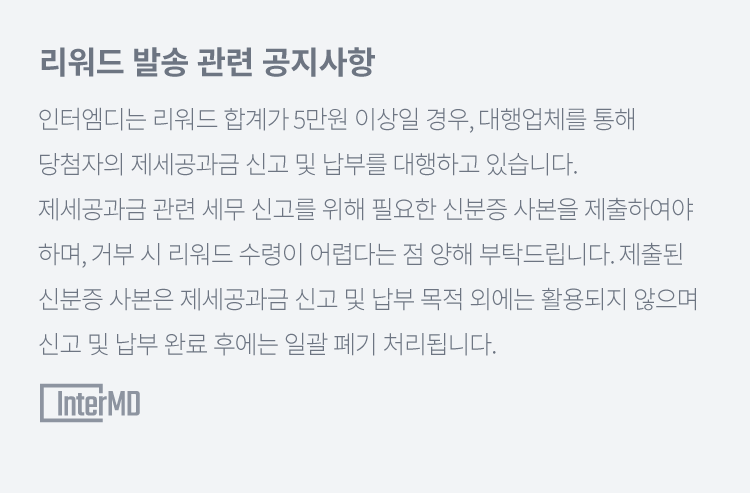 리워드 발송 관련 공지사항
인터엠디는 리워드 합계가 5만원 이상일 경우, 대행업체를 통해
당첨자의 제세공과금 신고 및 납부를 대행하고 있습니다.
제세공과금 관련 세무 신고를 위해 필요한 신분증 사본을 제출하여야
하며, 거부 시 리워드 수령이 어렵다는 점 양해 부탁드립니다. 제출된
신분증 사본은 제세공과금 신고 및 납부 목적 외에는 활용되지 않으며
신고 및 납부 완료 후에는 일괄 폐기 처리됩니다.
InterMD